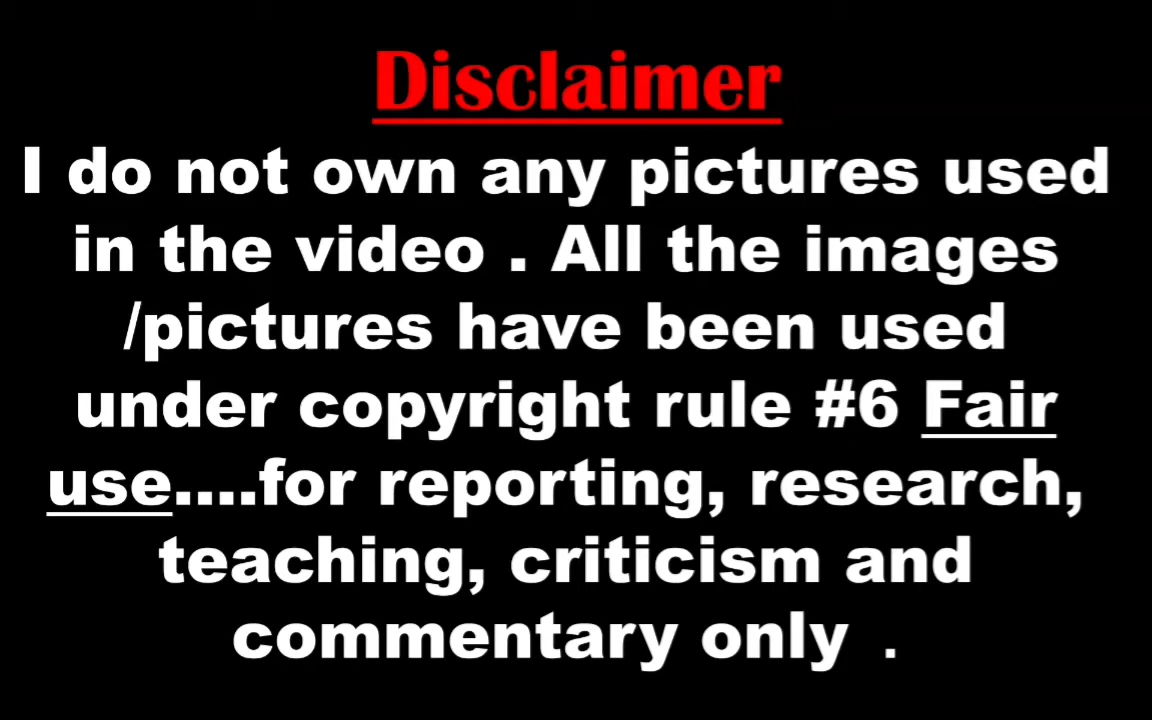 Disclaimer
I do not own any pictures used
in the video . All the images
/pictures have been used
under copyright rule #6 Fair
use....for reporting, research,
teaching, criticism and
commentary only .